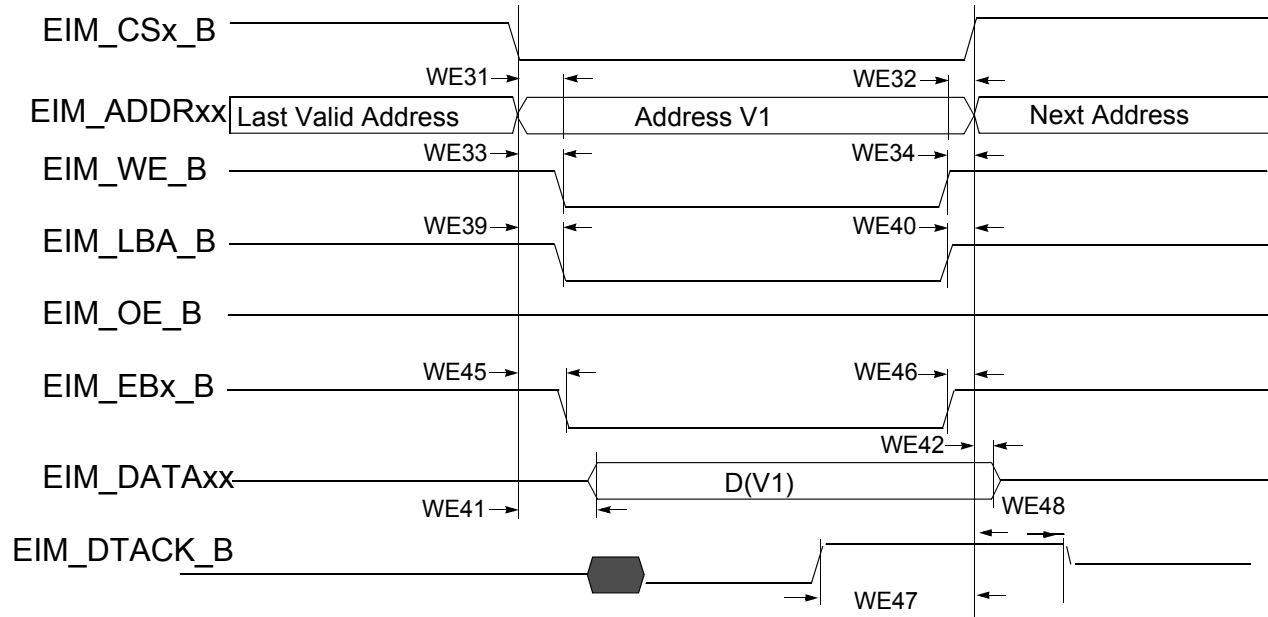 EIM_CSx_B
WE31
WE32
EIM_ADDRxx
Last Valid Address
Address V1
Next Address
WE33
WE34
EIM_WE_B
WE39
WE40
EIM_LBA_B
EIM_OE_B
WE45
WE46
EIM_EBx_B
WE42
EIM_DATAxx
D(V1)
WE41
WE48
EIM_DTACK_B
WE47